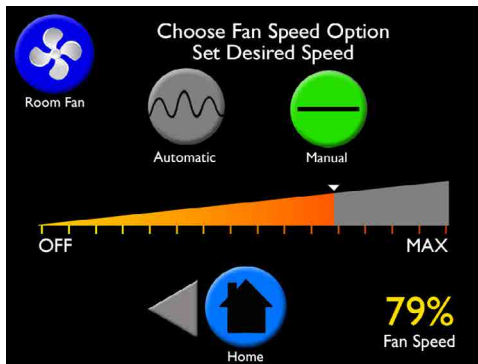 Choose Fan Speed Option
Set Desired Speed
Room Fan
Automatic
Manual
OFF
MAX
79%
Fan Speed
Home